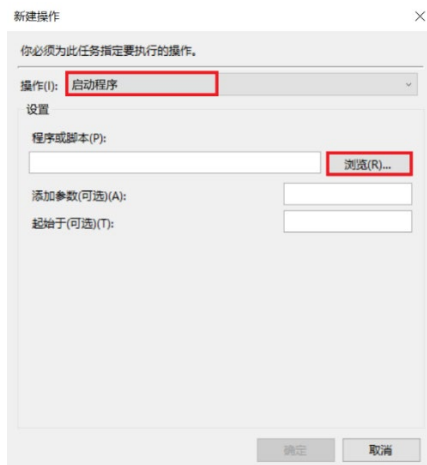 新建操作
你必须为此任务指定要执行的操作。
操作(I): 启动程序
设置
程序或脚本(P):
浏览(R)...
添加参数(可选)(A):
起始于(可选)(T):
确定 取消